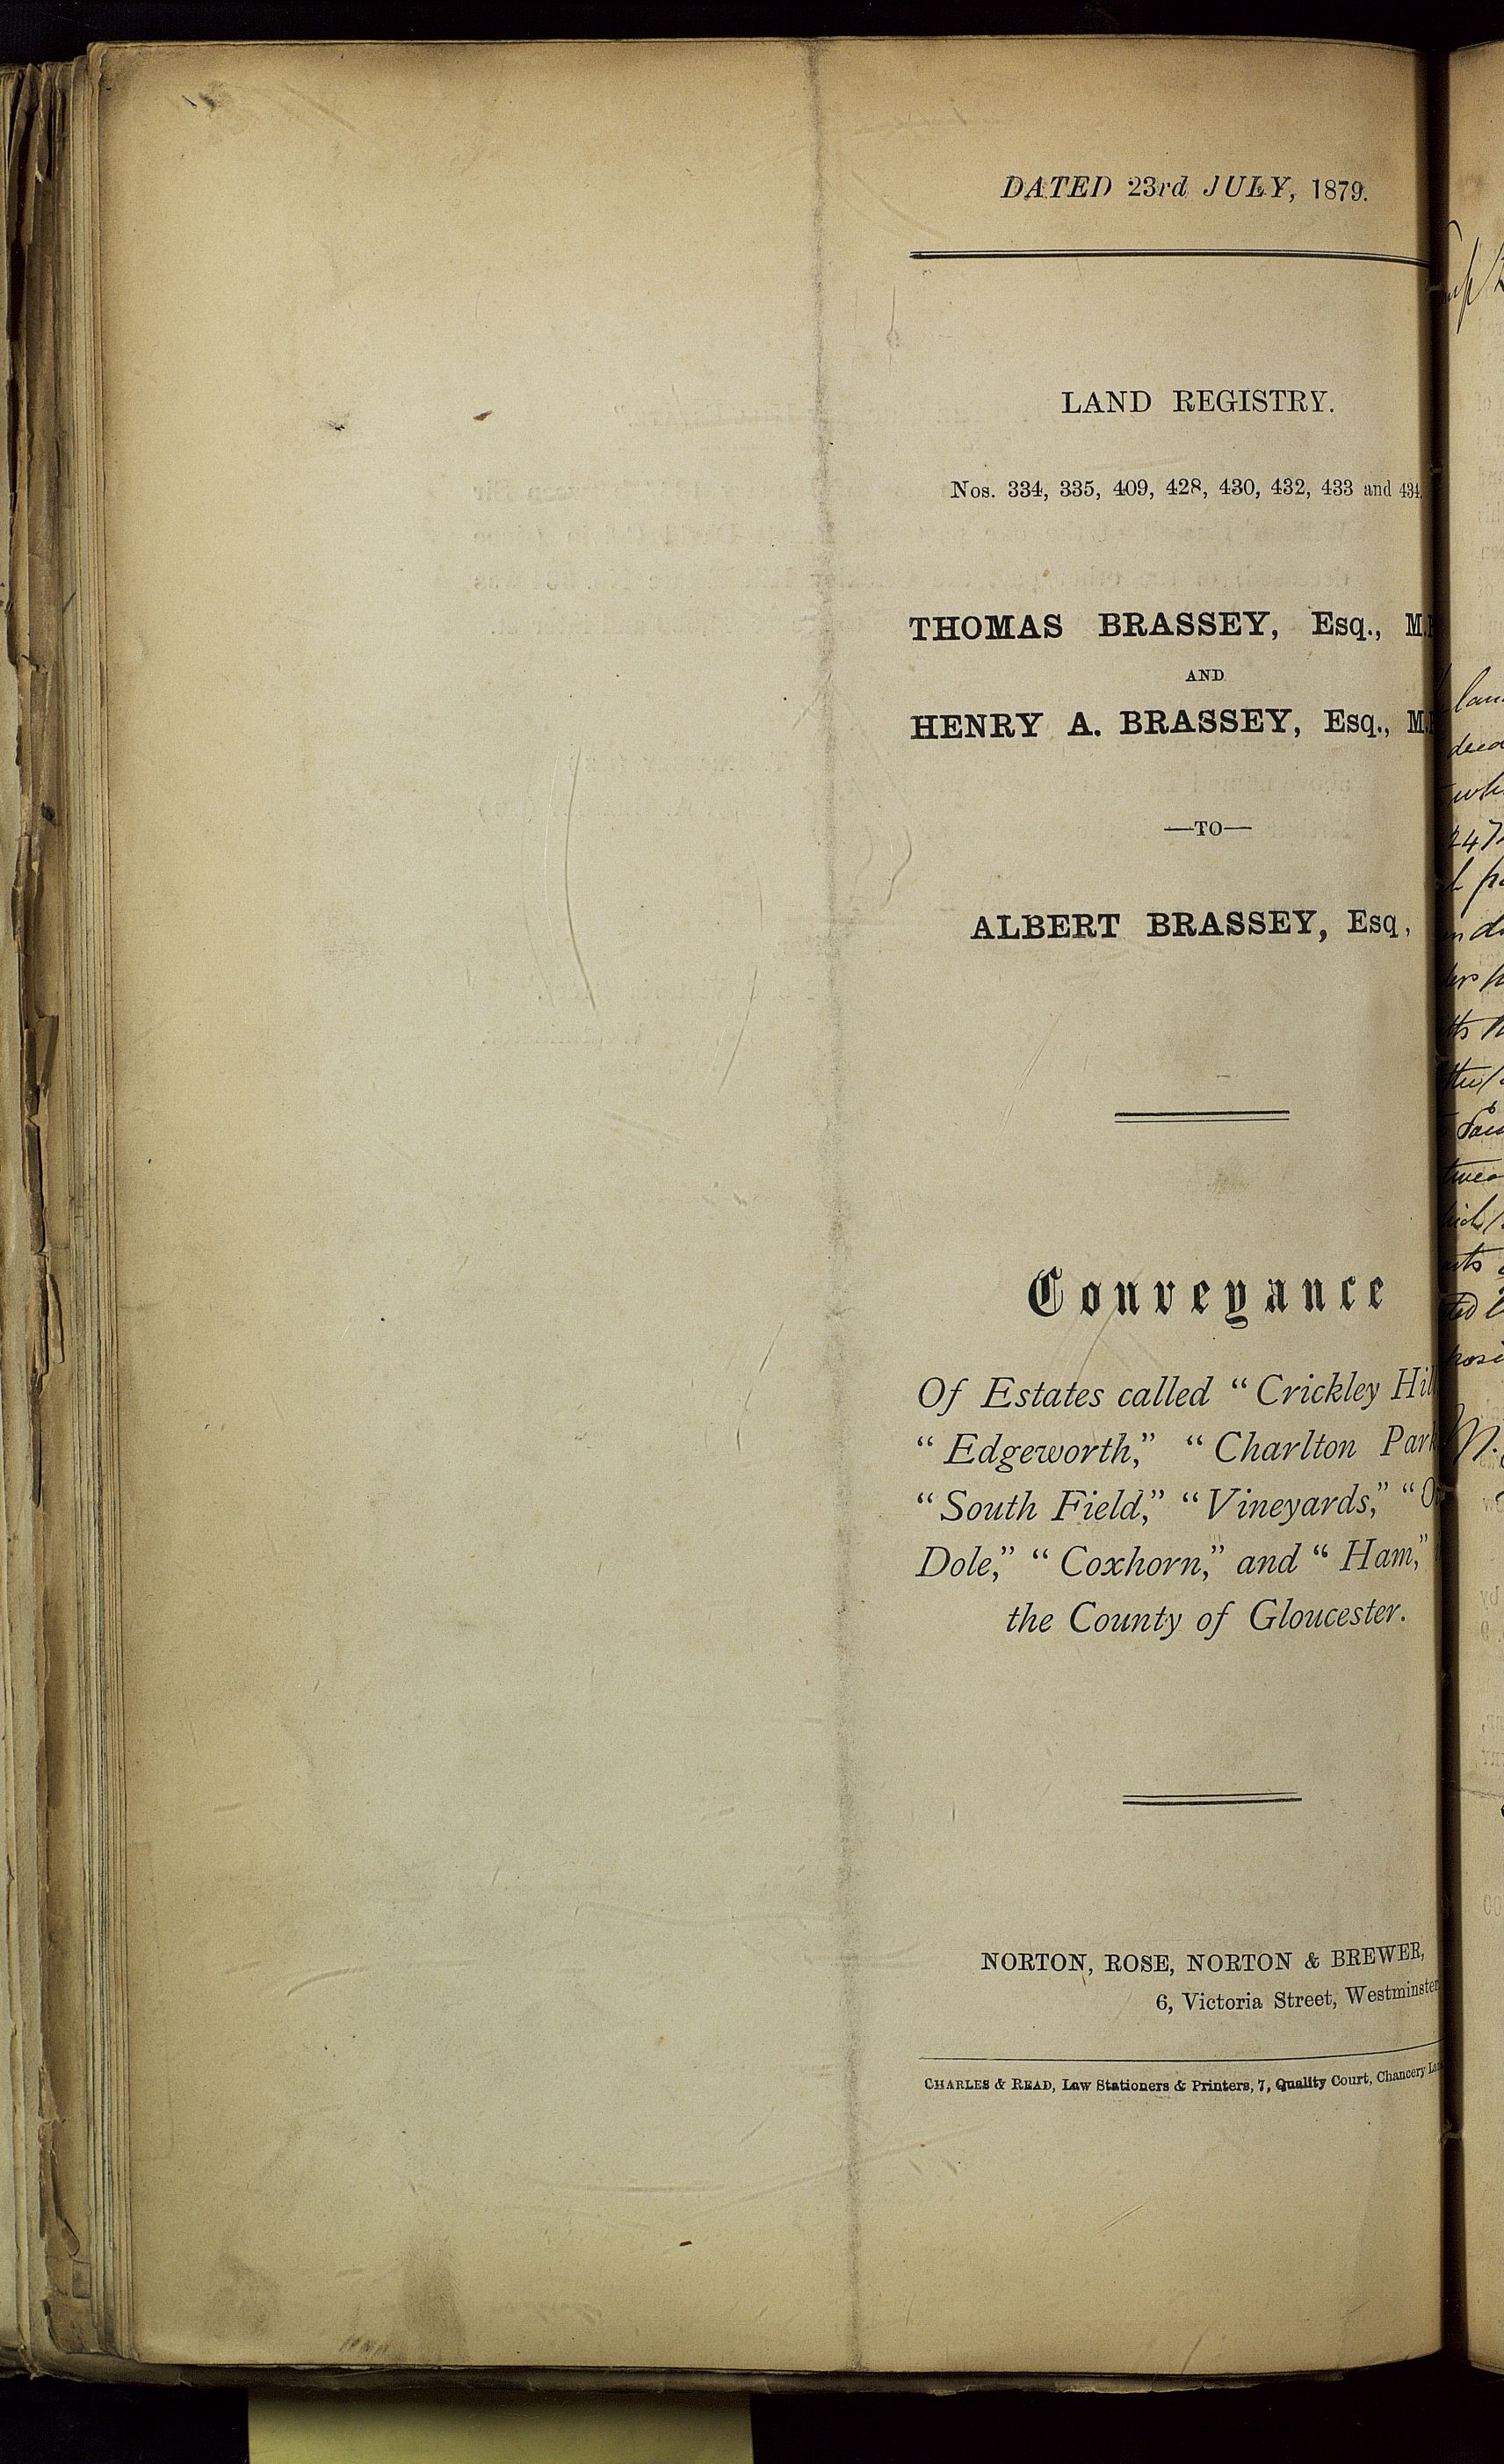 DATED 23rd JULY, 1879.
LAND REGISTRY.
Nos. 334, 335, 409, 428, 430, 432, 433 and 434
THOMAS BRASSEY, Esq., M.
AND
HENRY A. BRASSEY, Esq., M.
—TO—
ALBERT BRASSEY, Esq,
Conveyance
Of Estates called “Crickley Hil
“Edgeworth,” “Charlton Park
“South Field,” “Vineyards,” “O
Dole,” “Coxhorn,” and “Ham,”
the County of Gloucester.
NORTON, ROSE, NORTON & BREWER,
6, Victoria Street, Westminster
CHARLES & READ, Law Stationers & Printers, 7, Quality Court, Chancery La